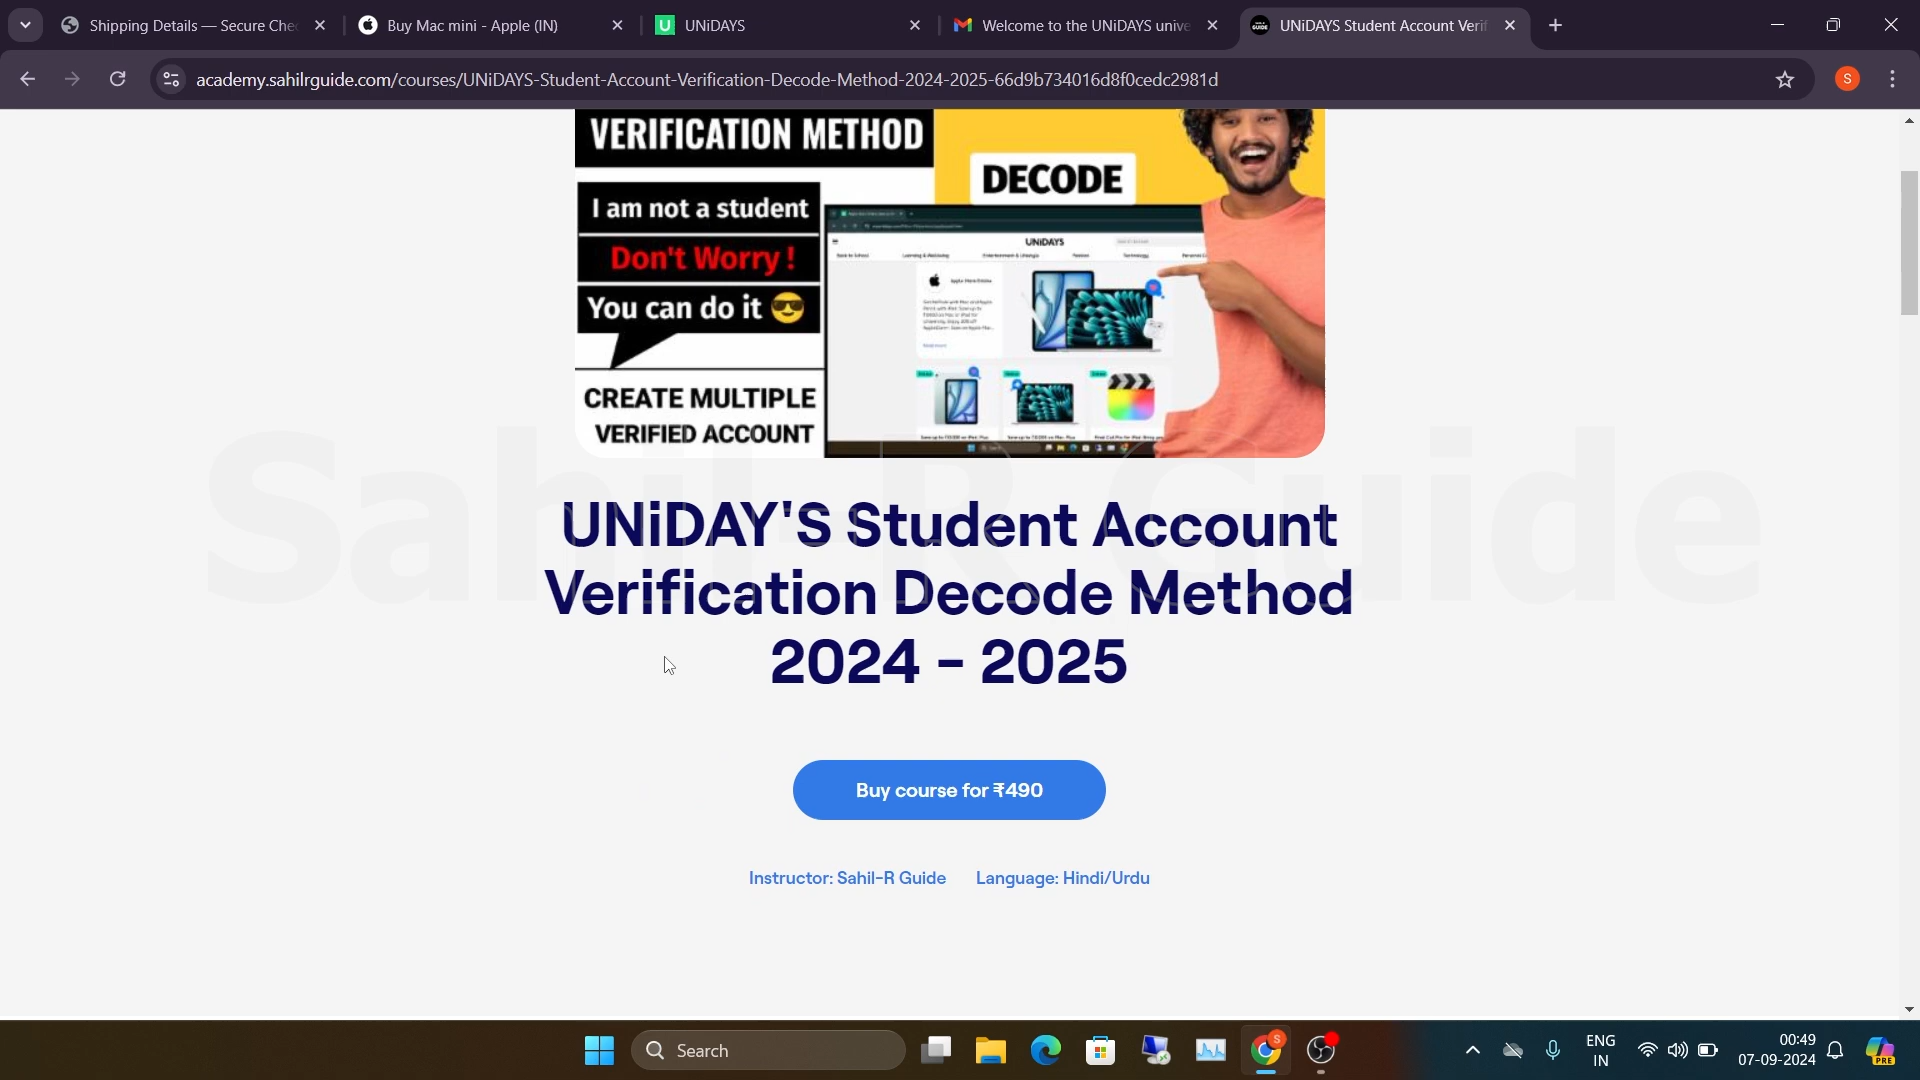 Shipping Details — Secure Che
Buy Mac mini - Apple (IN)
UNiDAYS
Welcome to the UNiDAYS unive
UNiDAYS Student Account Verif
academy.sahilrguide.com/courses/UNiDAYS-Student-Account-Verification-Decode-Method-2024-2025-66d9b734016d8f0cedc2981d
S
VERIFICATION METHOD
DECODE
I am not a student
Don't Worry !
You can do it 😎
CREATE MULTIPLE
VERIFIED ACCOUNT
UNiDAYS
Sahil-R Guide
UNiDAY'S Student Account
Verification Decode Method
2024 - 2025
Buy course for ₹490
Instructor: Sahil-R Guide
Language: Hindi/Urdu
Search
ENG
IN
00:49
07-09-2024
PRE